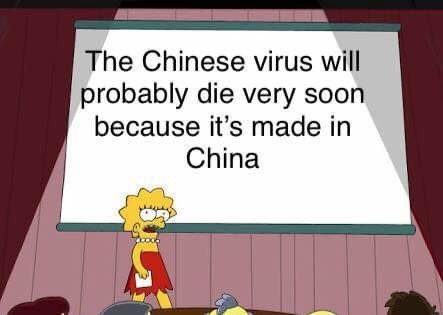 The Chinese virus will
probably die very soon
because it’s made in
China